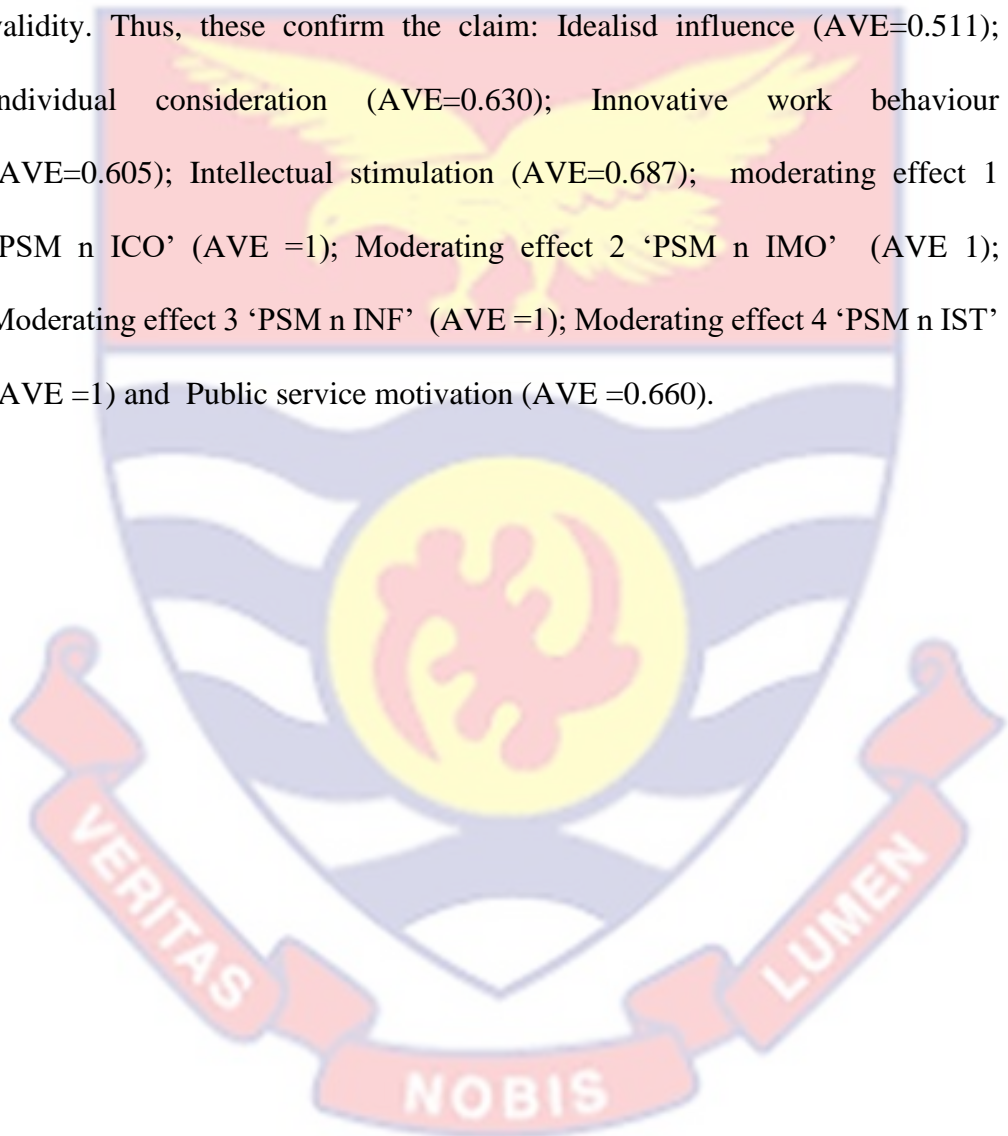 validity. Thus, these confirm the claim: Idealisd influence (AVE=0.511);
individual consideration (AVE=0.630); Innovative work behaviour
(AVE=0.605); Intellectual stimulation (AVE=0.687); moderating effect 1
‘PSM n ICO’ (AVE =1); Moderating effect 2 ‘PSM n IMO’ (AVE 1);
Moderating effect 3 ‘PSM n INF’ (AVE =1); Moderating effect 4 ‘PSM n IST’
(AVE =1) and Public service motivation (AVE =0.660).
VERITAS
NOBIS
LUMEN